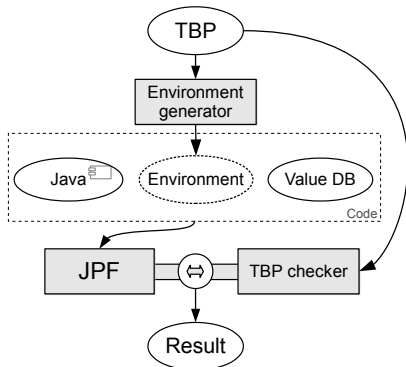 TBP
Environment
generator
Java
Environment
Value DB
Code
JPF
⇔
TBP checker
Result